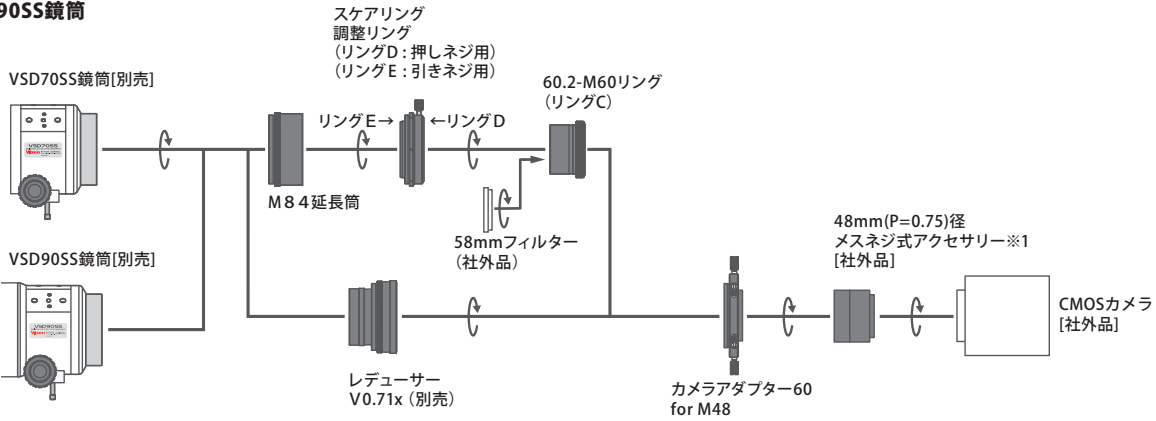 90SS鏡筒
スケアリング
調整リング
(リングD : 押しネジ用)
(リングE : 引きネジ用)
VSD70SS鏡筒[別売]
60.2-M60リング
(リングC)
リングE→ ←リングD
VSD70SS
Vixen
M84延長筒
58mmフィルター
(社外品)
48mm(P=0.75)径
メスネジ式アクセサリー※1
[社外品]
VSD90SS鏡筒[別売]
VSD90SS
Vixen
CMOSカメラ
[社外品]
レデューサー
V0.71x (別売)
カメラアダプター60
for M48